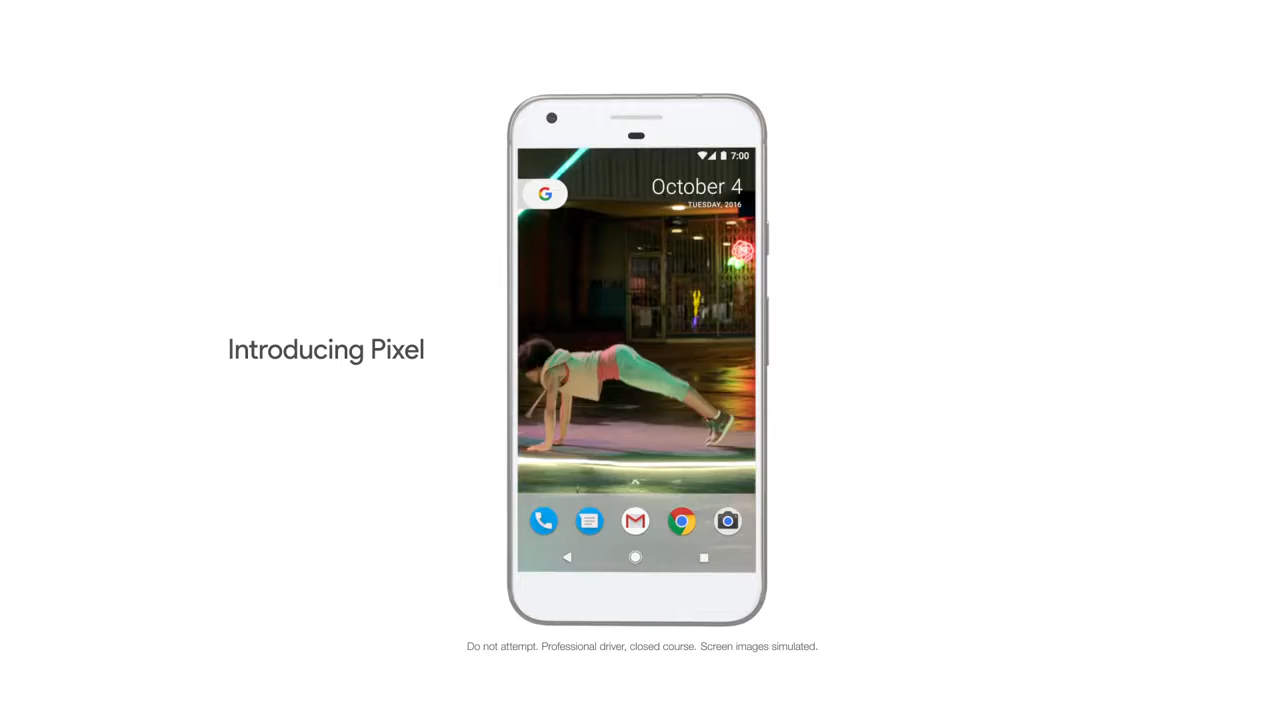 7:00
G
October 4
TUESDAY, 2016
Introducing Pixel
Do not attempt. Professional driver, closed course. Screen images simulated.